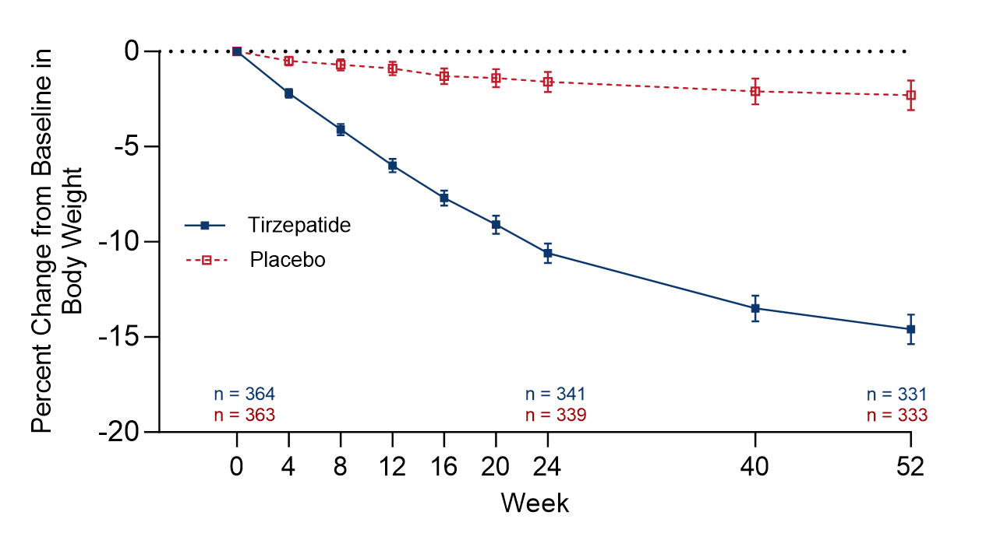 Percent Change from Baseline in
Body Weight
0
-5
-10
-15
-20
Tirzepatide
Placebo
n = 364
n = 363
n = 341
n = 339
n = 331
n = 333
0 4 8 12 16 20 24 40 52
Week